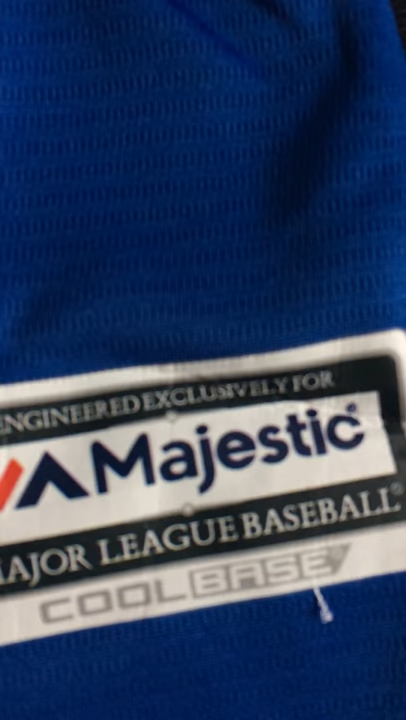 ENGINEERED EXCLUSIVELY FOR
Majestic
MAJOR LEAGUE BASEBALL®
COOLBASE